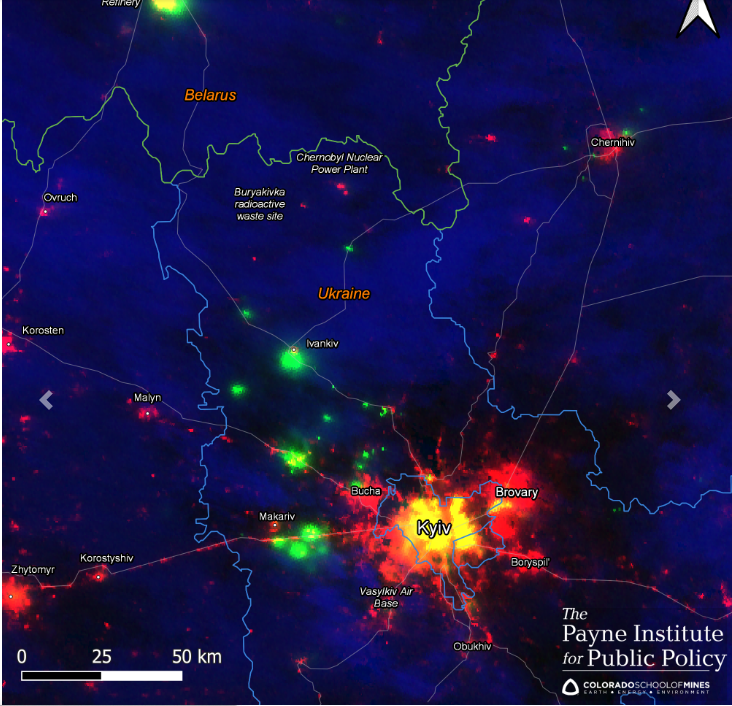 Refinery
Belarus
Chernobyl Nuclear
Power Plant
Chernihiv
Buryakivka
radioactive
waste site
Ovruch
Ukraine
Korosten
Ivankiv
Malyn
Bucha
Brovary
Makariv
Kyiv
Korostyshiv
Zhytomyr
Boryspil'
Vasylkiv Air
Base
Obukhiv
0 25 50 km
The
Payne Institute
for Public Policy
COLORADOSCHOOLOFMINES
EARTH • ENERGY • ENVIRONMENT